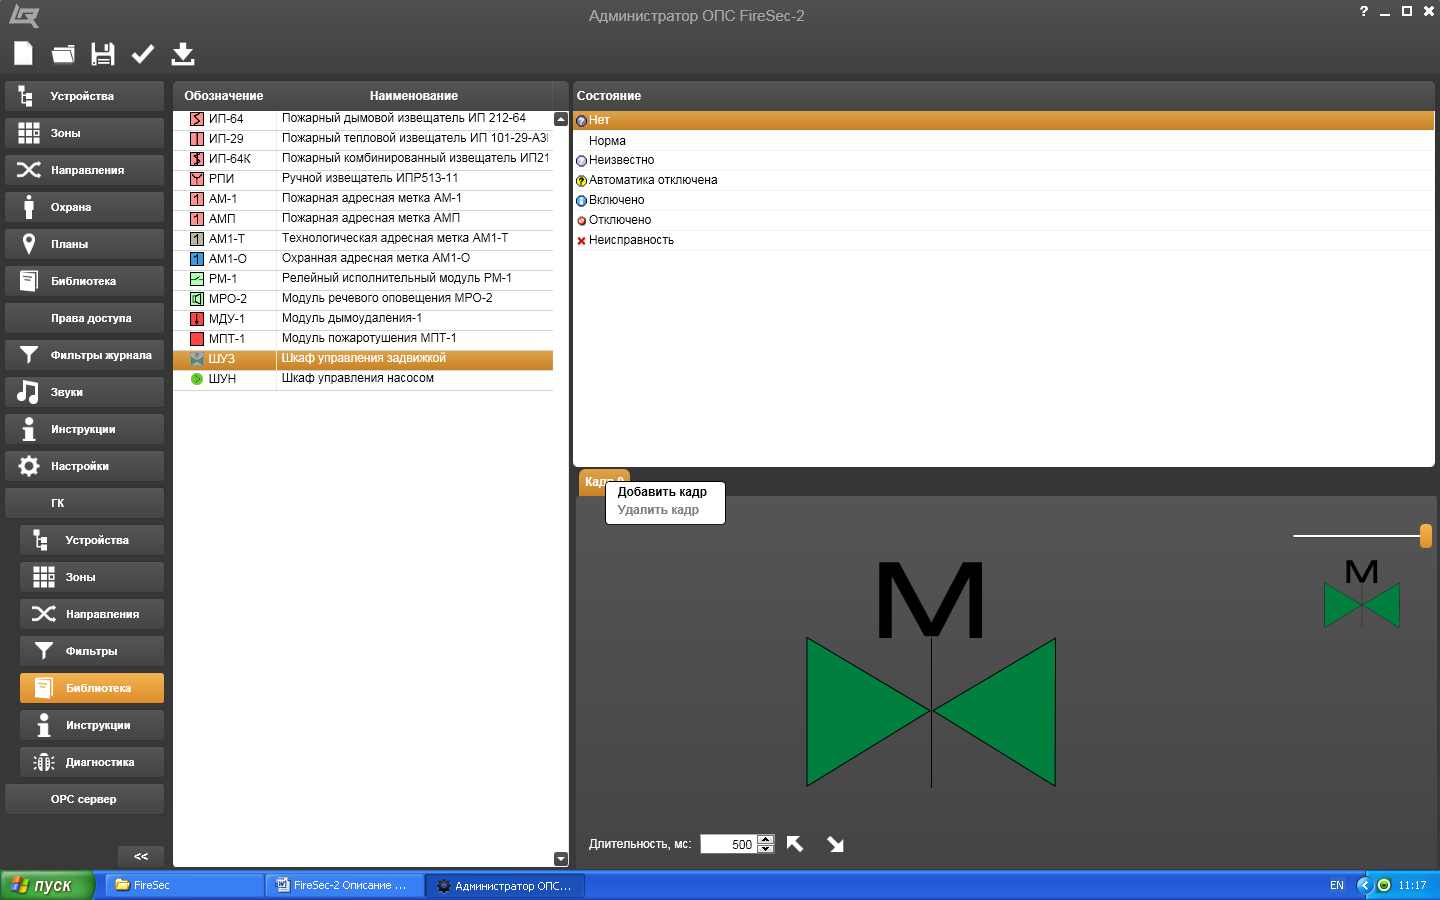 Администратор ОПС FireSec-2
?
Устройства
Зоны
Направления
Охрана
Планы
Библиотека
Права доступа
Фильтры журнала
Звуки
Инструкции
Настройки
ГК
Устройства
Зоны
Направления
Фильтры
Библиотека
Инструкции
Диагностика
OPC сервер
<<
Обозначение Наименование
ИП-64 Пожарный дымовой извещатель ИП 212-64
ИП-29 Пожарный тепловой извещатель ИП 101-29-A3
ИП-64К Пожарный комбинированный извещатель ИП21
РПИ Ручной извещатель ИПР513-11
АМ-1 Пожарная адресная метка АМ-1
АМП Пожарная адресная метка АМП
АМ1-Т Технологическая адресная метка АМ1-Т
АМ1-О Охранная адресная метка АМ1-О
РМ-1 Релейный исполнительный модуль РМ-1
МРО-2 Модуль речевого оповещения МРО-2
МДУ-1 Модуль дымоудаления-1
МПТ-1 Модуль пожаротушения МПТ-1
ШУЗ Шкаф управления задвижкой
ШУН Шкаф управления насосом
Состояние
Нет
Норма
Неизвестно
Автоматика отключена
Включено
Отключено
Неисправность
Добавить кадр
Удалить кадр
М
М
Длительность, мс: 500
пуск
FireSec
FireSec-2 Описание ...
Администратор ОПС...
EN
11:17